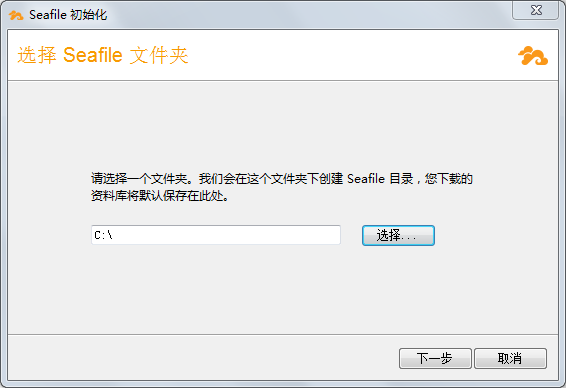 Seafile 初始化
选择 Seafile 文件夹
请选择一个文件夹。我们会在这个文件夹下创建 Seafile 目录，您下载的
资料库将默认保存在此处。
C:\
选择...
下一步
取消